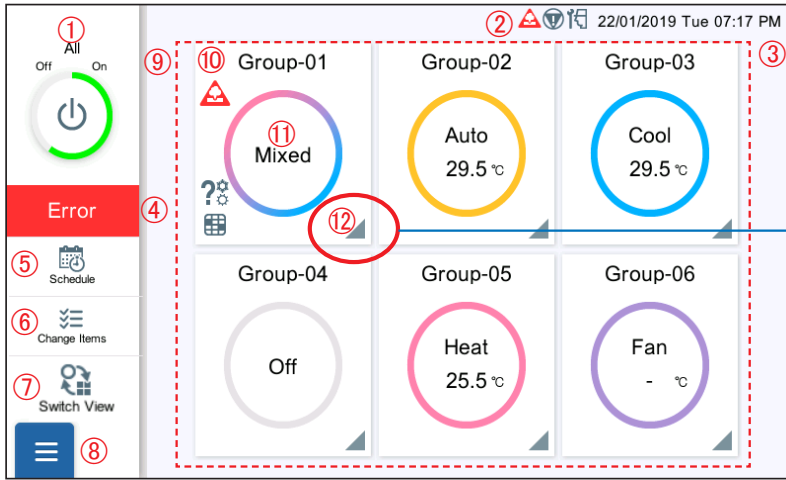 ①
All
Off On
Error
④
⑤
Schedule
⑥
Change Items
⑦
Switch View
⑧
② 22/01/2019 Tue 07:17 PM
⑨
③
⑩ Group-01
⑪
Mixed
⑫
Group-02
Auto
29.5 °C
Group-03
Cool
29.5 °C
Group-04
Off
Group-05
Heat
25.5 °C
Group-06
Fan
- °C